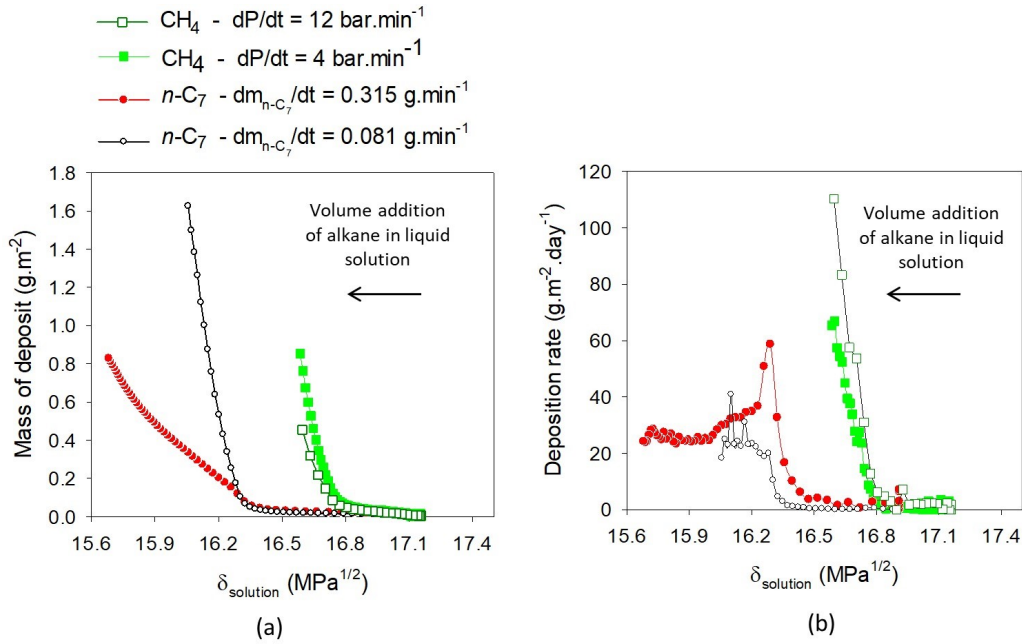 CH4 - dP/dt = 12 bar.min-1
CH4 - dP/dt = 4 bar.min-1
n-C7 - dmn-C7/dt = 0.315 g.min-1
n-C7 - dmn-C7/dt = 0.081 g.min-1
Mass of deposit (g.m-2)
1.8
1.6
1.4
1.2
1.0
0.8
0.6
0.4
0.2
0.0
Volume addition
of alkane in liquid
solution
15.6 15.9 16.2 16.5 16.8 17.1 17.4
δsolution (MPa1/2)
(a)
Deposition rate (g.m-2.day-1)
120
100
80
60
40
20
0
Volume addition
of alkane in liquid
solution
15.6 15.9 16.2 16.5 16.8 17.1 17.4
δsolution (MPa1/2)
(b)